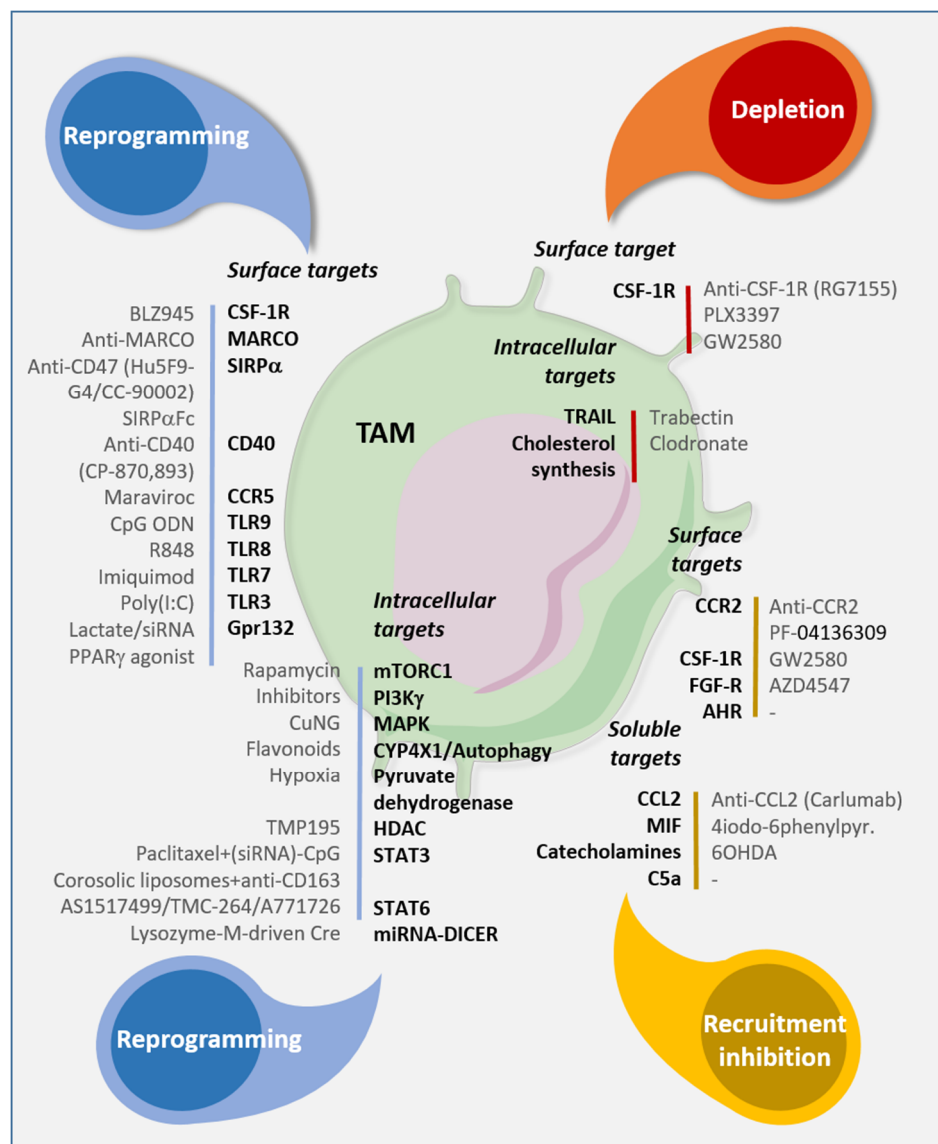 Reprogramming
Depletion
Surface targets
BLZ945 CSF-1R
Anti-MARCO MARCO
Anti-CD47 (Hu5F9- SIRPα
G4/CC-90002)
SIRPαFc
Anti-CD40 CD40
(CP-870,893)
Maraviroc CCR5
CpG ODN TLR9
R848 TLR8
Imiquimod TLR7
Poly(I:C) TLR3
Lactate/siRNA Gpr132
PPARγ agonist
TAM
Surface target
CSF-1R Anti-CSF-1R (RG7155)
PLX3397
GW2580
Intracellular
targets
TRAIL Trabectin
Cholesterol Clodronate
synthesis
Intracellular
targets
Rapamycin mTORC1
Inhibitors PI3Kγ
CuNG MAPK
Flavonoids CYP4X1/Autophagy
Hypoxia Pyruvate
dehydrogenase
TMP195 HDAC
Paclitaxel+(siRNA)-CpG STAT3
Corosolic liposomes+anti-CD163
AS1517499/TMC-264/A771726 STAT6
Lysozyme-M-driven Cre miRNA-DICER
Surface
targets
CCR2 Anti-CCR2
PF-04136309
CSF-1R GW2580
FGF-R AZD4547
AHR -
Soluble
targets
CCL2 Anti-CCL2 (Carlumab)
MIF 4iodo-6phenylpyr.
Catecholamines 6OHDA
C5a -
Reprogramming
Recruitment
inhibition